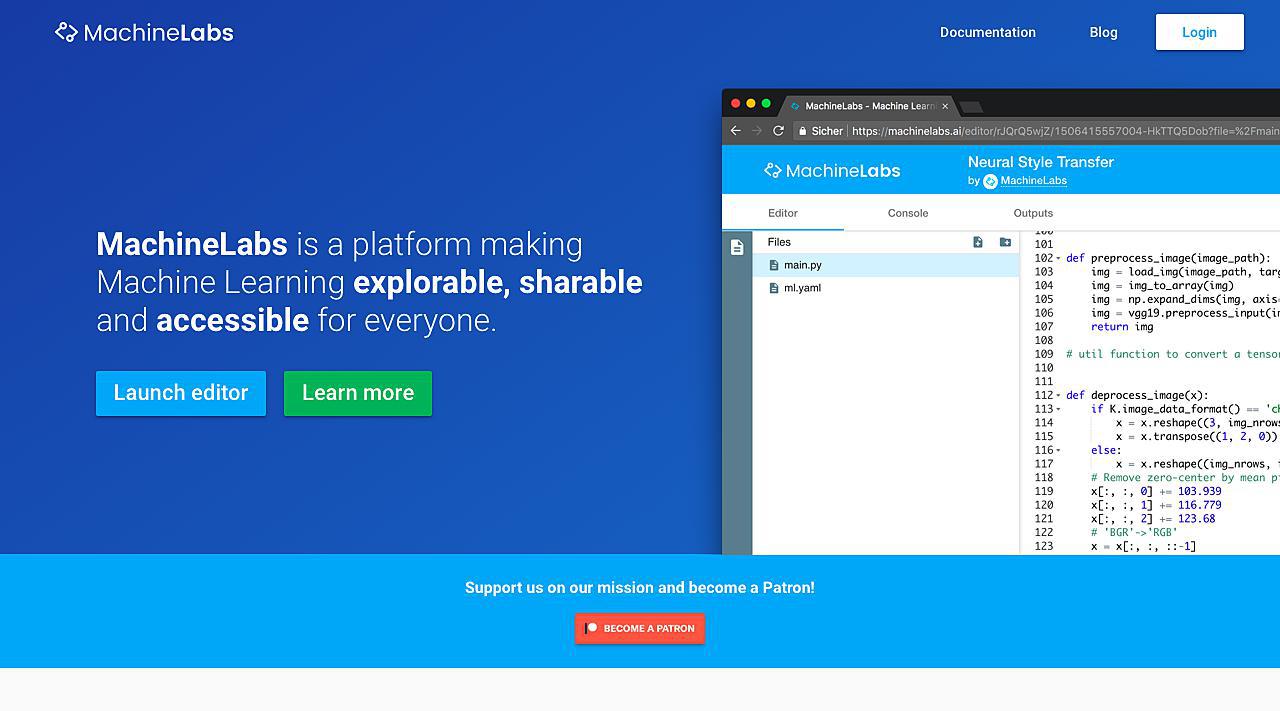 MachineLabs
Documentation
Blog
Login
MachineLabs is a platform making
Machine Learning explorable, sharable
and accessible for everyone.
Launch editor
Learn more
MachineLabs - Machine Learn
Sicher
https://machinelabs.ai/editor/rJQrQ5wjZ/1506415557004-HkTTQ5Dob?file=%2Fmain
MachineLabs
Neural Style Transfer
by MachineLabs
Editor
Console
Outputs
Files
main.py
ml.yaml
101
102 def preprocess_image(image_path):
103 img = load_img(image_path, targ
104 img = img_to_array(img)
105 img = np.expand_dims(img, axis=
106 img = vgg19.preprocess_input(im
107 return img
108
109 # util function to convert a tensor
110
111
112 def deprocess_image(x):
113 if K.image_data_format() == 'ch
114 x = x.reshape((3, img_nrows
115 x = x.transpose((1, 2, 0))
116 else:
117 x = x.reshape((img_nrows, i
118 # Remove zero-center by mean pi
119 x[:, :, 0] += 103.939
120 x[:, :, 1] += 116.779
121 x[:, :, 2] += 123.68
122 # 'BGR'->'RGB'
123 x = x[:, :, ::-1]
Support us on our mission and become a Patron!
BECOME A PATRON